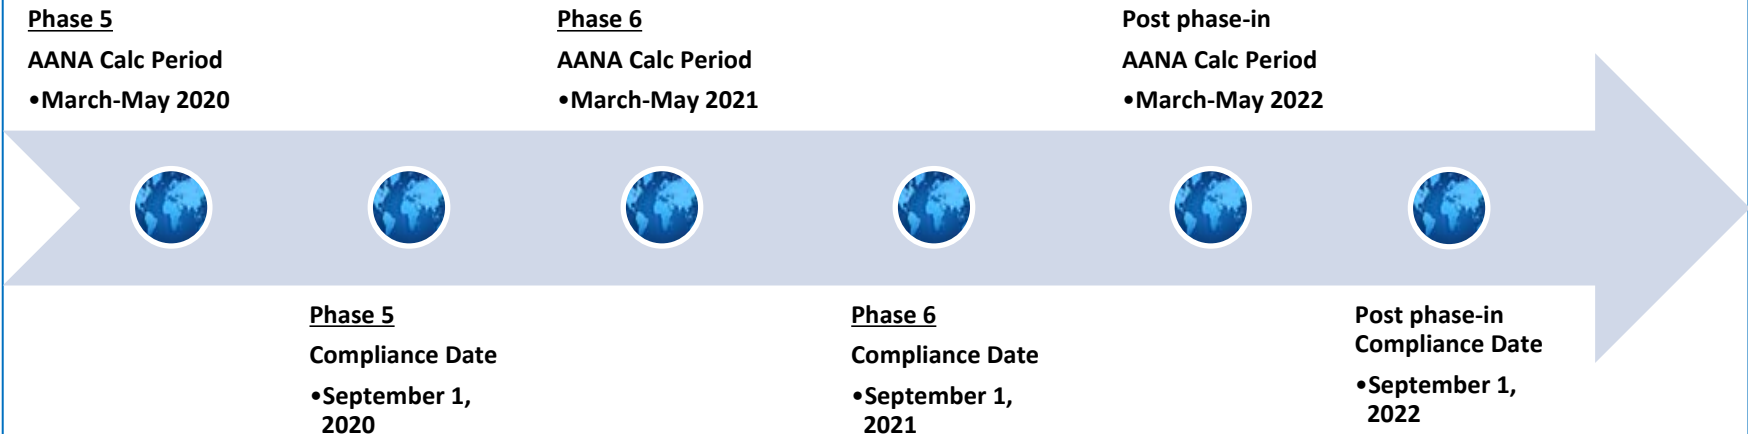 Phase 5
AANA Calc Period
•March-May 2020
Phase 6
AANA Calc Period
•March-May 2021
Post phase-in
AANA Calc Period
•March-May 2022
Phase 5
Compliance Date
•September 1,
2020
Phase 6
Compliance Date
•September 1,
2021
Post phase-in
Compliance Date
•September 1,
2022